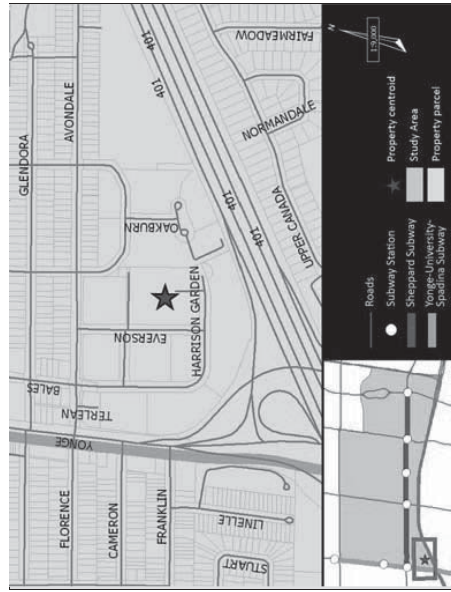 GLENDORA
AVONDALE
401
401
401
401
FAIRMEADOW
NORMANDALE
UPPER CANADA
OAKBURN
HARRISON GARDEN
EVERSON
BALES
TERLEAN
YONGE
FLORENCE
CAMERON
FRANKLIN
LINELLE
STUART
N
1:9,000
Roads
Subway Station
Sheppard Subway
Yonge-University-
Spadina Subway
Property centroid
Study Area
Property parcel